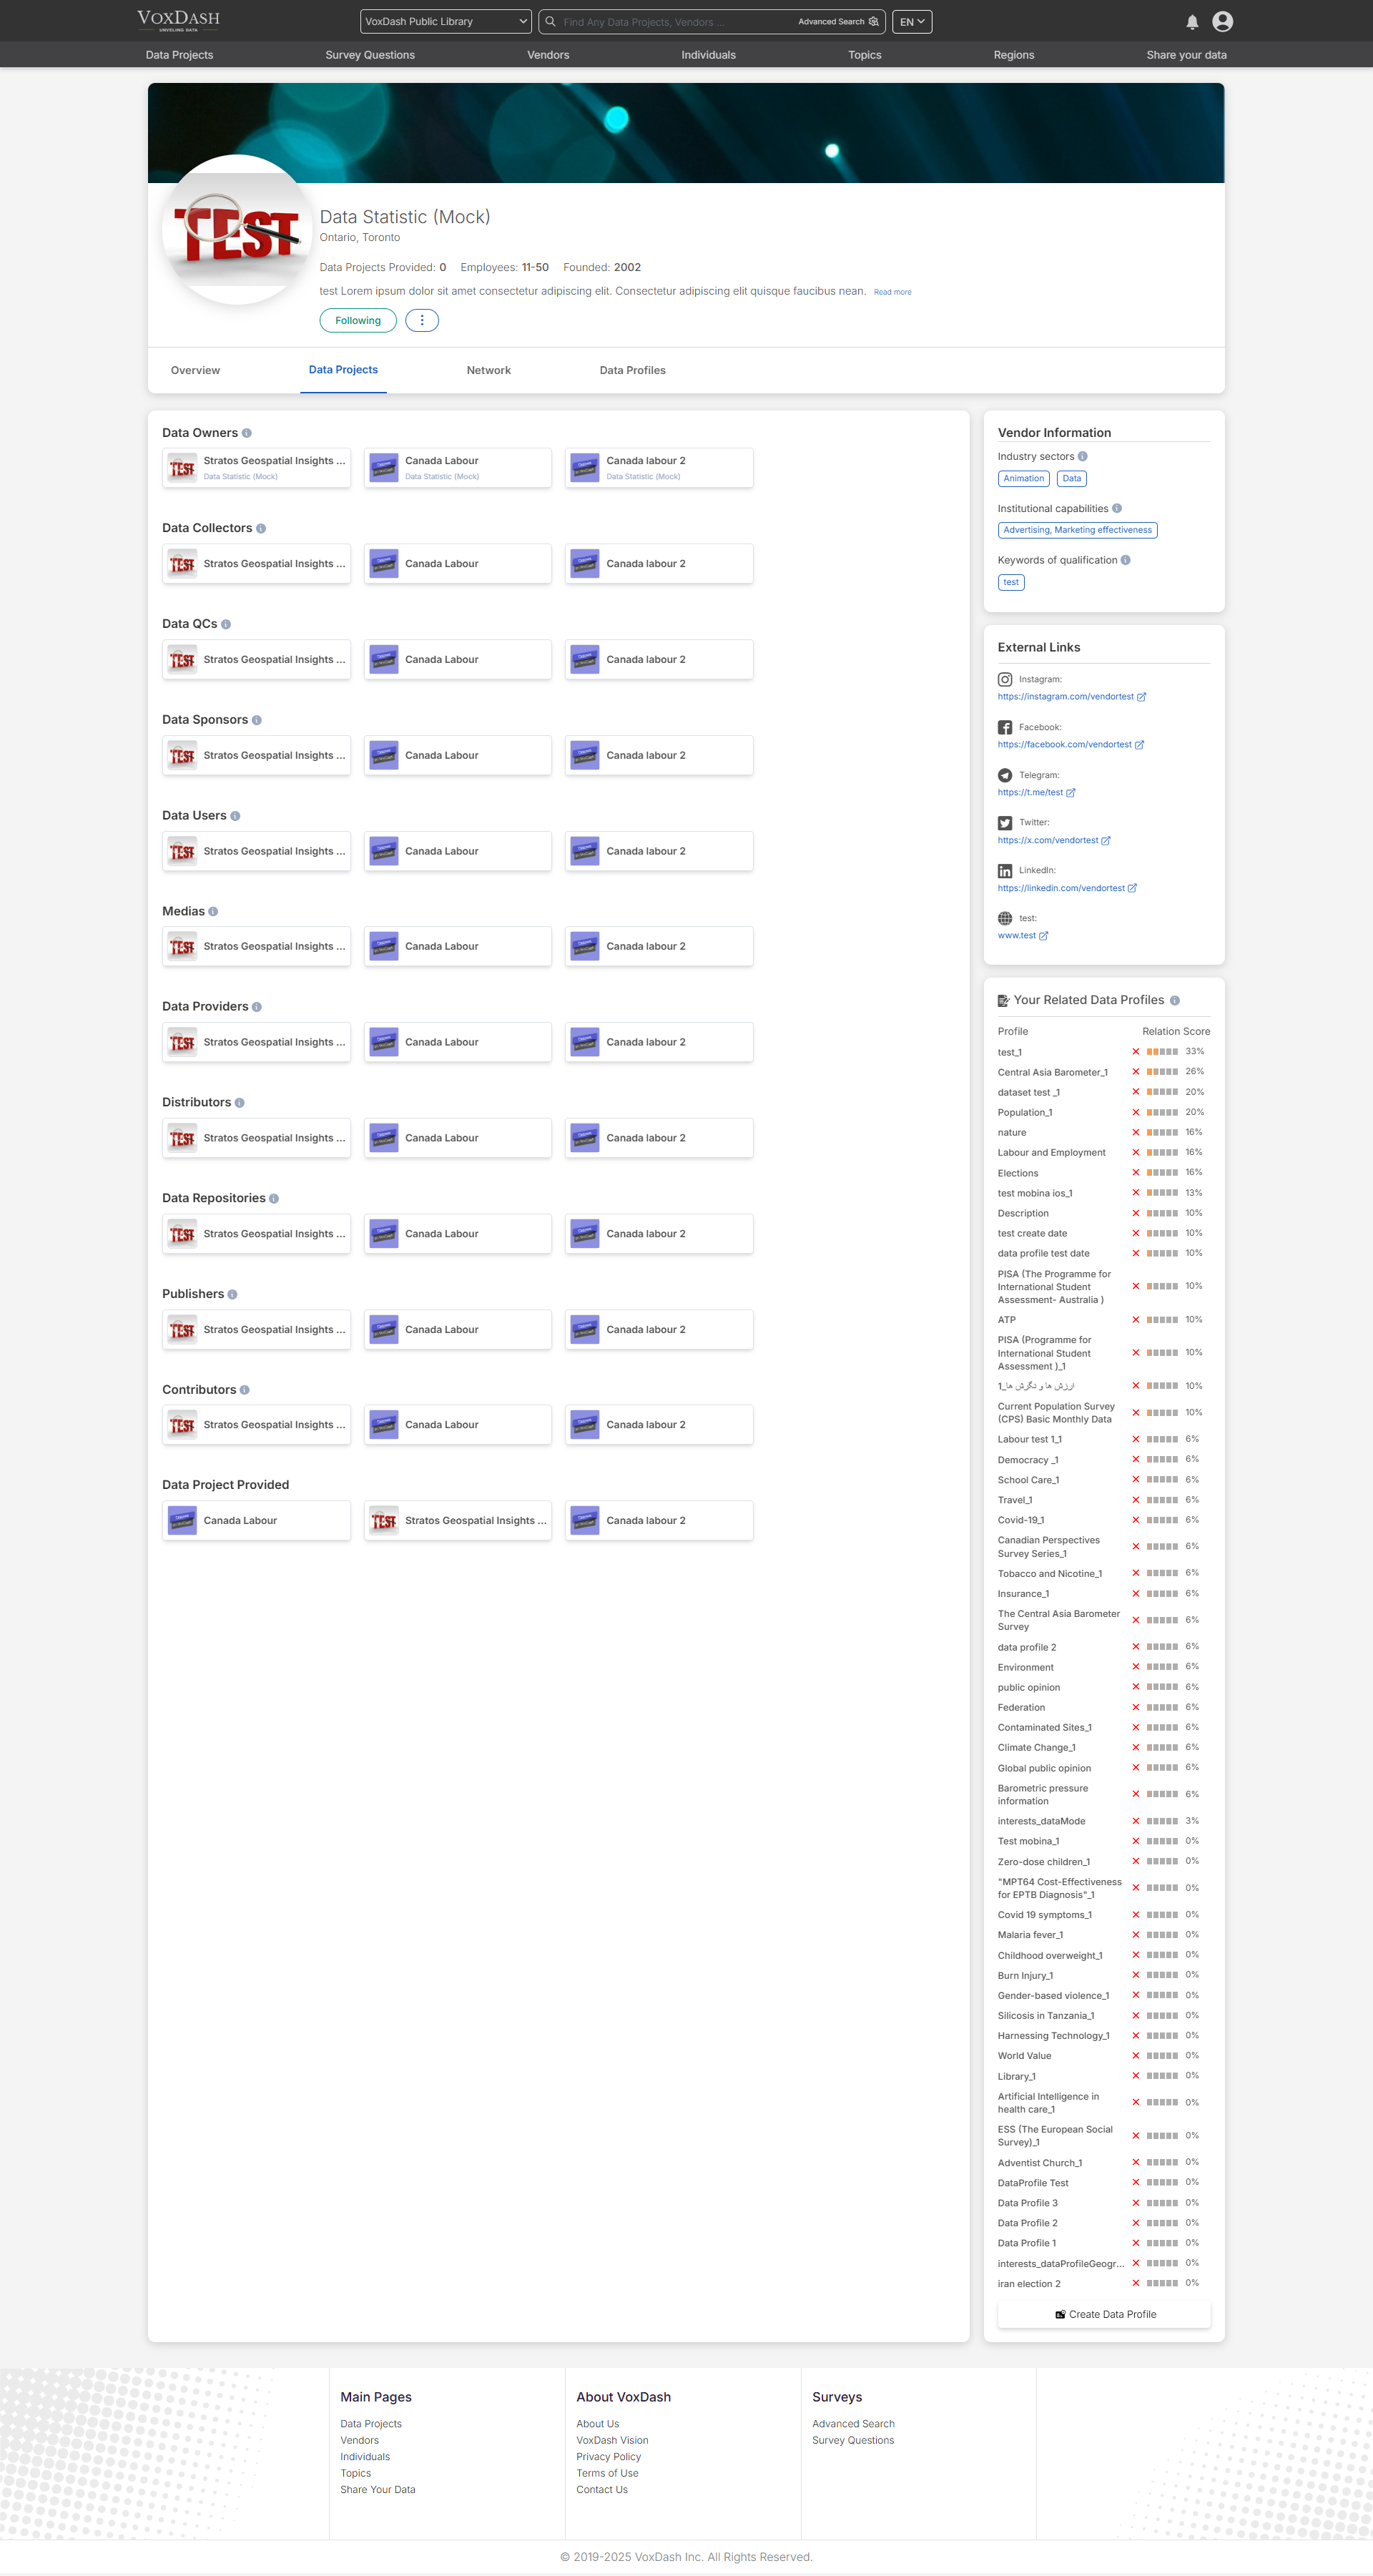 VOXDASH
UNVEILING DATA
VoxDash Public Library
Find Any Data Projects, Vendors ...
Advanced Search
EN
Data Projects
Survey Questions
Vendors
Individuals
Topics
Regions
Share your data
TEST
Data Statistic (Mock)
Ontario, Toronto
Data Projects Provided: 0 Employees: 11-50 Founded: 2002
test Lorem ipsum dolor sit amet consectetur adipiscing elit. Consectetur adipiscing elit quisque faucibus nean. Read more
Following
Overview
Data Projects
Network
Data Profiles
Data Owners
Stratos Geospatial Insights ...
Data Statistic (Mock)
Canada Labour
Data Statistic (Mock)
Canada labour 2
Data Statistic (Mock)
Data Collectors
Stratos Geospatial Insights ...
Canada Labour
Canada labour 2
Data QCs
Stratos Geospatial Insights ...
Canada Labour
Canada labour 2
Data Sponsors
Stratos Geospatial Insights ...
Canada Labour
Canada labour 2
Data Users
Stratos Geospatial Insights ...
Canada Labour
Canada labour 2
Medias
Stratos Geospatial Insights ...
Canada Labour
Canada labour 2
Data Providers
Stratos Geospatial Insights ...
Canada Labour
Canada labour 2
Distributors
Stratos Geospatial Insights ...
Canada Labour
Canada labour 2
Data Repositories
Stratos Geospatial Insights ...
Canada Labour
Canada labour 2
Publishers
Stratos Geospatial Insights ...
Canada Labour
Canada labour 2
Contributors
Stratos Geospatial Insights ...
Canada Labour
Canada labour 2
Data Project Provided
Canada Labour
Stratos Geospatial Insights ...
Canada labour 2
Vendor Information
Industry sectors
Animation
Data
Institutional capabilities
Advertising, Marketing effectiveness
Keywords of qualification
test
External Links
Instagram:
https://instagram.com/vendortest
Facebook:
https://facebook.com/vendortest
Telegram:
https://t.me/test
Twitter:
https://x.com/vendortest
LinkedIn:
https://linkedin.com/vendortest
test:
www.test
Your Related Data Profiles
Profile Relation Score
test_1 33%
Central Asia Barometer_1 26%
dataset test _1 20%
Population_1 20%
nature 16%
Labour and Employment 16%
Elections 16%
test mobina ios_1 13%
Description 10%
test create date 10%
data profile test date 10%
PISA (The Programme for
International Student 10%
Assessment- Australia )
ATP 10%
PISA (Programme for
International Student 10%
Assessment )_1
ارزش ها و نگرش ها_1 10%
Current Population Survey
(CPS) Basic Monthly Data 10%
Labour test 1_1 6%
Democracy _1 6%
School Care_1 6%
Travel_1 6%
Covid-19_1 6%
Canadian Perspectives
Survey Series_1 6%
Tobacco and Nicotine_1 6%
Insurance_1 6%
The Central Asia Barometer
Survey 6%
data profile 2 6%
Environment 6%
public opinion 6%
Federation 6%
Contaminated Sites_1 6%
Climate Change_1 6%
Global public opinion 6%
Barometric pressure
information 6%
interests_dataMode 3%
Test mobina_1 0%
Zero-dose children_1 0%
"MPT64 Cost-Effectiveness
for EPTB Diagnosis"_1 0%
Covid 19 symptoms_1 0%
Malaria fever_1 0%
Childhood overweight_1 0%
Burn Injury_1 0%
Gender-based violence_1 0%
Silicosis in Tanzania_1 0%
Harnessing Technology_1 0%
World Value 0%
Library_1 0%
Artificial Intelligence in
health care_1 0%
ESS (The European Social
Survey)_1 0%
Adventist Church_1 0%
DataProfile Test 0%
Data Profile 3 0%
Data Profile 2 0%
Data Profile 1 0%
interests_dataProfileGeogr... 0%
iran election 2 0%
Create Data Profile
Main Pages
Data Projects
Vendors
Individuals
Topics
Share Your Data
About VoxDash
About Us
VoxDash Vision
Privacy Policy
Terms of Use
Contact Us
Surveys
Advanced Search
Survey Questions
© 2019-2025 VoxDash Inc. All Rights Reserved.